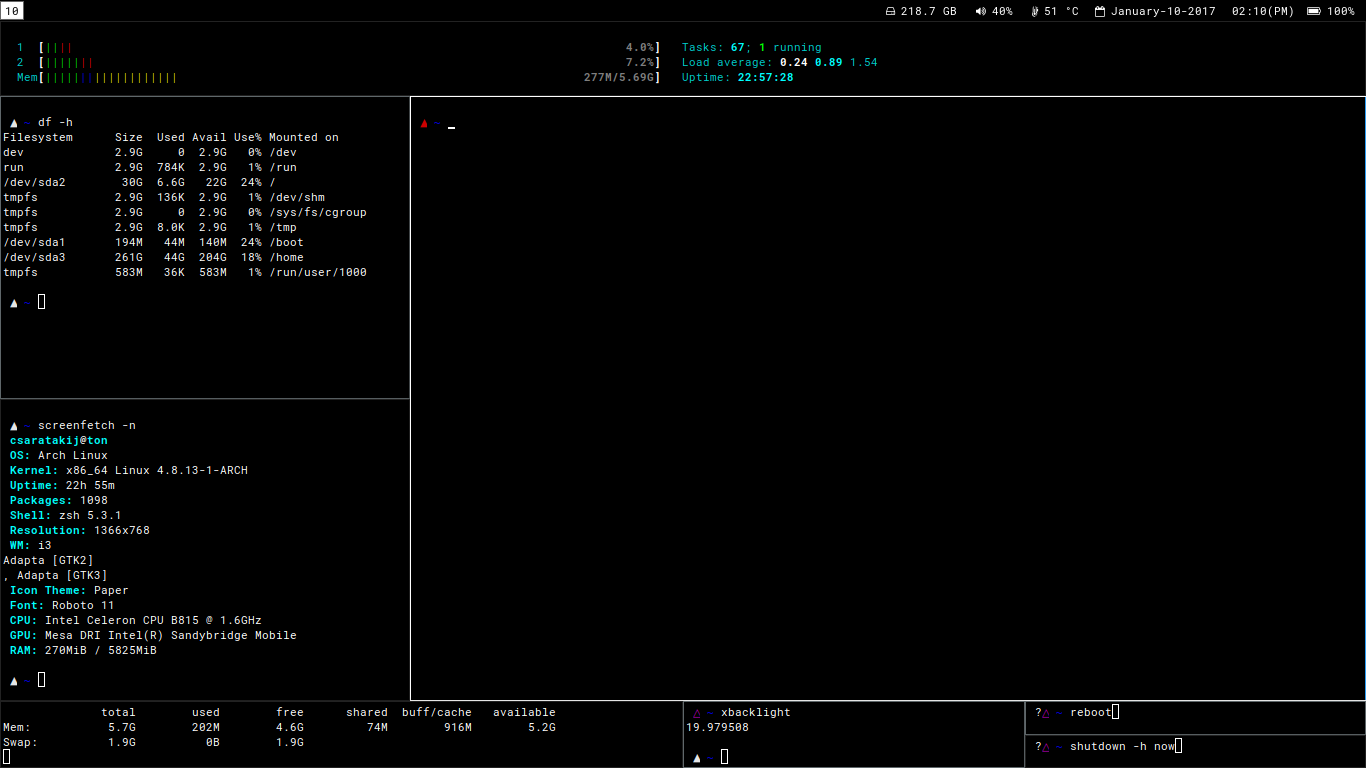 10 218.7 GB 40% 51 °C January-10-2017 02:10(PM) 100%
1 [|||| 4.0%] Tasks: 67; 1 running
2 [||||||| 7.2%] Load average: 0.24 0.89 1.54
Mem[||||||||||||||||||| 277M/5.69G] Uptime: 22:57:28
▲ ~ df -h
Filesystem Size Used Avail Use% Mounted on
dev 2.9G 0 2.9G 0% /dev
run 2.9G 784K 2.9G 1% /run
/dev/sda2 30G 6.6G 22G 24% /
tmpfs 2.9G 136K 2.9G 1% /dev/shm
tmpfs 2.9G 0 2.9G 0% /sys/fs/cgroup
tmpfs 2.9G 8.0K 2.9G 1% /tmp
/dev/sda1 194M 44M 140M 24% /boot
/dev/sda3 261G 44G 204G 18% /home
tmpfs 583M 36K 583M 1% /run/user/1000
▲ ~
▲ ~ screenfetch -n
csaratakij@ton
OS: Arch Linux
Kernel: x86_64 Linux 4.8.13-1-ARCH
Uptime: 22h 55m
Packages: 1098
Shell: zsh 5.3.1
Resolution: 1366x768
WM: i3
Adapta [GTK2]
, Adapta [GTK3]
Icon Theme: Paper
Font: Roboto 11
CPU: Intel Celeron CPU B815 @ 1.6GHz
GPU: Mesa DRI Intel(R) Sandybridge Mobile
RAM: 270MiB / 5825MiB
▲ ~
▲ ~ _
total used free shared buff/cache available
Mem: 5.7G 202M 4.6G 74M 916M 5.2G
Swap: 1.9G 0B 1.9G
△ ~ xbacklight
19.979508
▲ ~
?△ ~ reboot
?△ ~ shutdown -h now